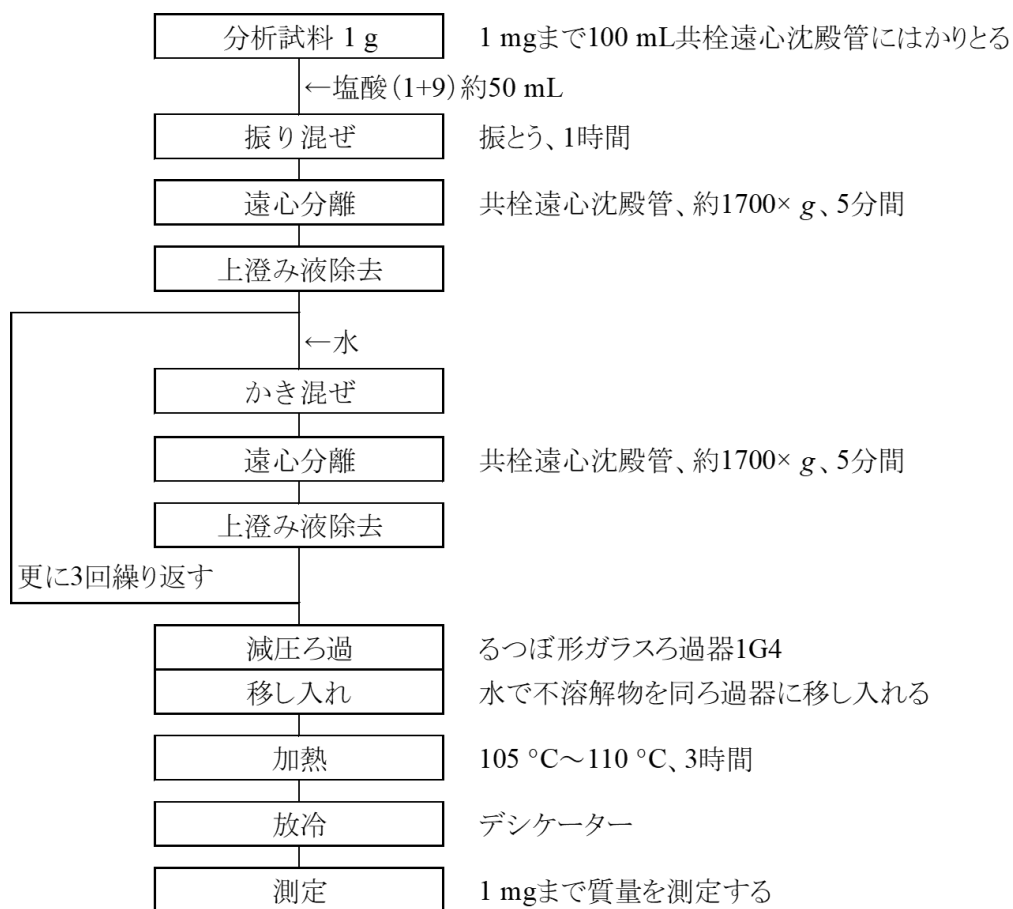 分析試料 1 g 1 mgまで100 mL共栓遠心沈殿管にはかりとる
←塩酸（1+9）約50 mL
振り混ぜ 振とう、1時間
遠心分離 共栓遠心沈殿管、約1700× g、5分間
上澄み液除去
←水
かき混ぜ
遠心分離 共栓遠心沈殿管、約1700× g、5分間
上澄み液除去
更に3回繰り返す
減圧ろ過 るつぼ形ガラスろ過器1G4
移し入れ 水で不溶解物を同ろ過器に移し入れる
加熱 105 °C～110 °C、3時間
放冷 デシケーター
測定 1 mgまで質量を測定する